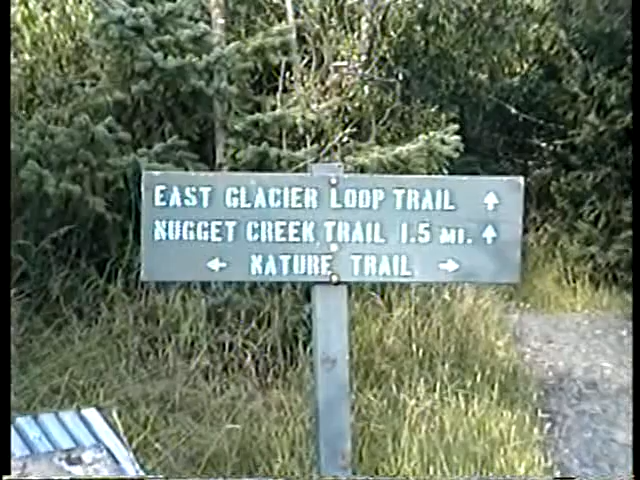 EAST GLACIER LOOP TRAIL ↑
NUGGET CREEK TRAIL 1.5 MI. ↑
← NATURE TRAIL →